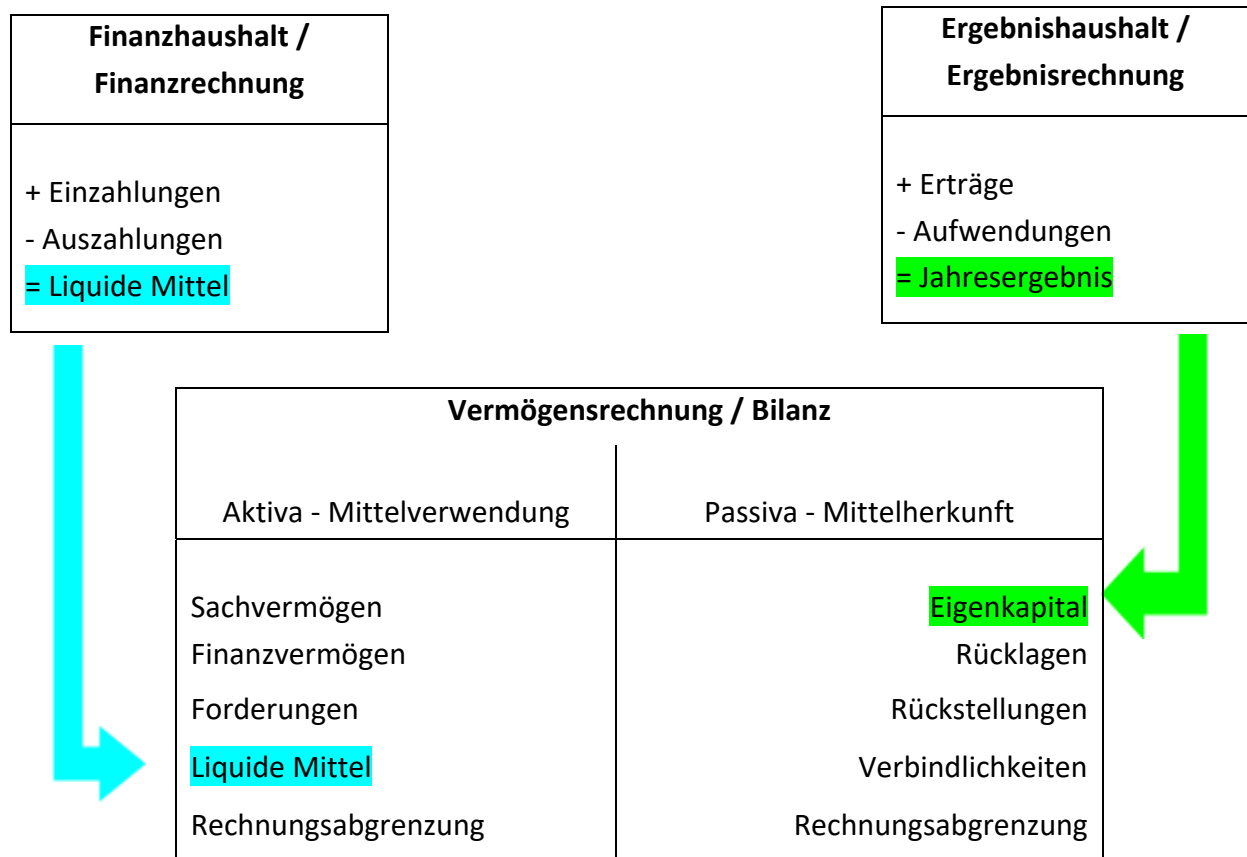 Finanzhaushalt /
Finanzrechnung
+ Einzahlungen
- Auszahlungen
= Liquide Mittel
Ergebnishaushalt /
Ergebnisrechnung
+ Erträge
- Aufwendungen
= Jahresergebnis
Vermögensrechnung / Bilanz
Aktiva - Mittelverwendung
Passiva - Mittelherkunft
Sachvermögen
Finanzvermögen
Forderungen
Liquide Mittel
Rechnungsabgrenzung
Eigenkapital
Rücklagen
Rückstellungen
Verbindlichkeiten
Rechnungsabgrenzung